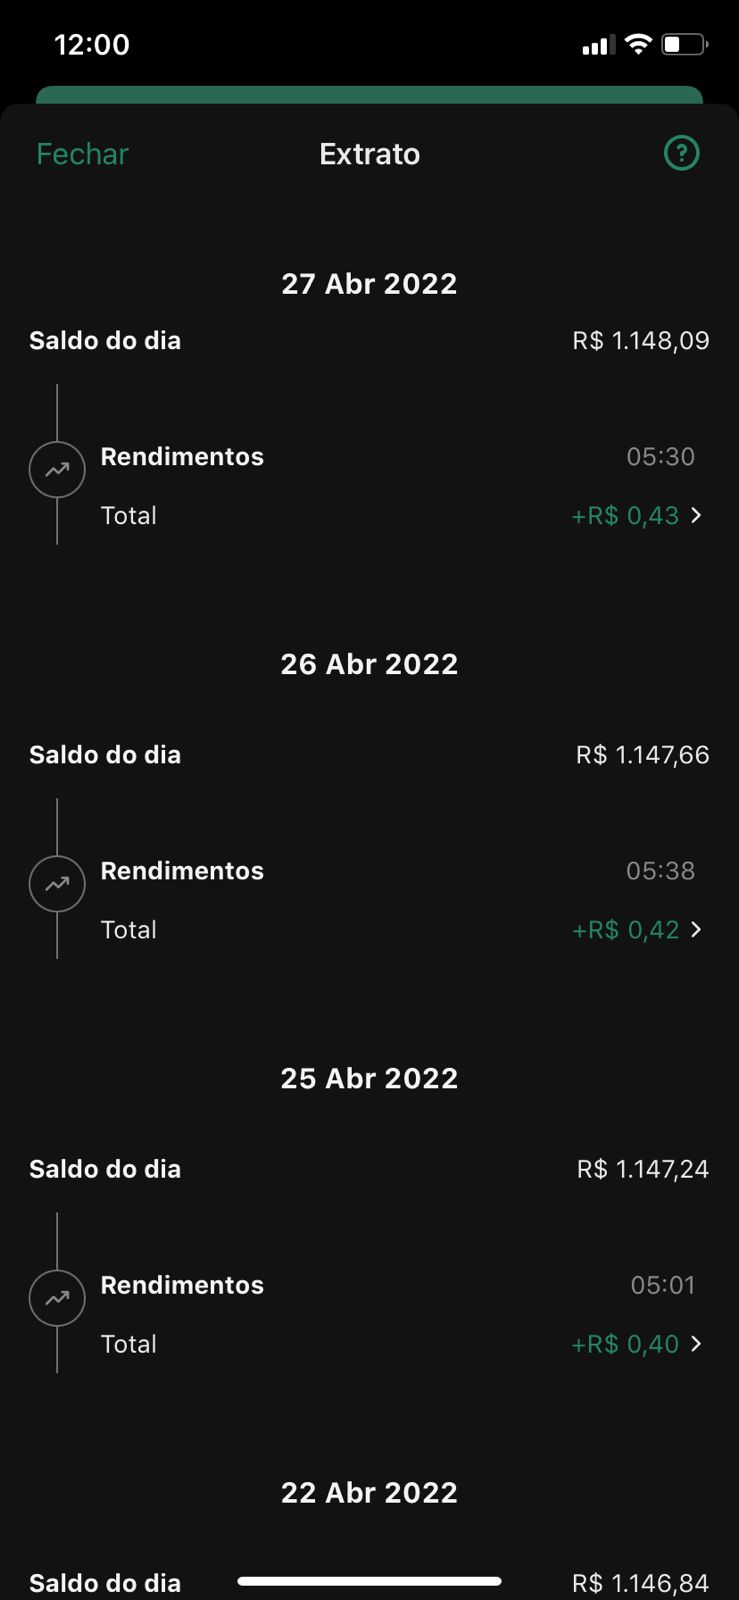 12:00
Fechar Extrato ?
27 Abr 2022
Saldo do dia R$ 1.148,09
Rendimentos 05:30
Total +R$ 0,43
26 Abr 2022
Saldo do dia R$ 1.147,66
Rendimentos 05:38
Total +R$ 0,42
25 Abr 2022
Saldo do dia R$ 1.147,24
Rendimentos 05:01
Total +R$ 0,40
22 Abr 2022
Saldo do dia R$ 1.146,84